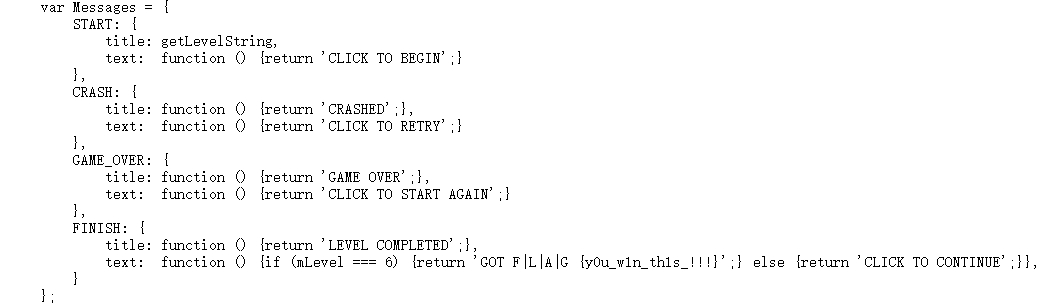 var Messages = {
    START: {
        title: getLevelString,
        text:  function () {return 'CLICK TO BEGIN';}
    },
    CRASH: {
        title: function () {return 'CRASHED';},
        text:  function () {return 'CLICK TO RETRY';}
    },
    GAME_OVER: {
        title: function () {return 'GAME OVER';},
        text:  function () {return 'CLICK TO START AGAIN';}
    },
    FINISH: {
        title: function () {return 'LEVEL COMPLETED';},
        text:  function () {if (mLevel === 6) {return 'GOT F|L|A|G {y0u_w1n_th1s_!!!}';} else {return 'CLICK TO CONTINUE';}},
    }
};